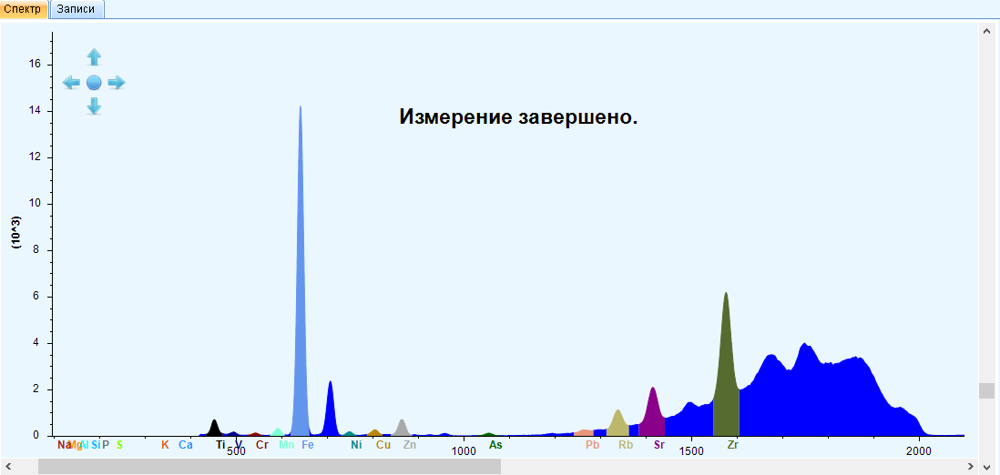 Спектр Записи
16
Измерение завершено.
14
12
10
(10^3)
8
6
4
2
0
Na Mg Al Si P S K Ca Ti V Cr Mn Fe Ni Cu Zn As Pb Rb Sr Zr
500 1000 1500 2000